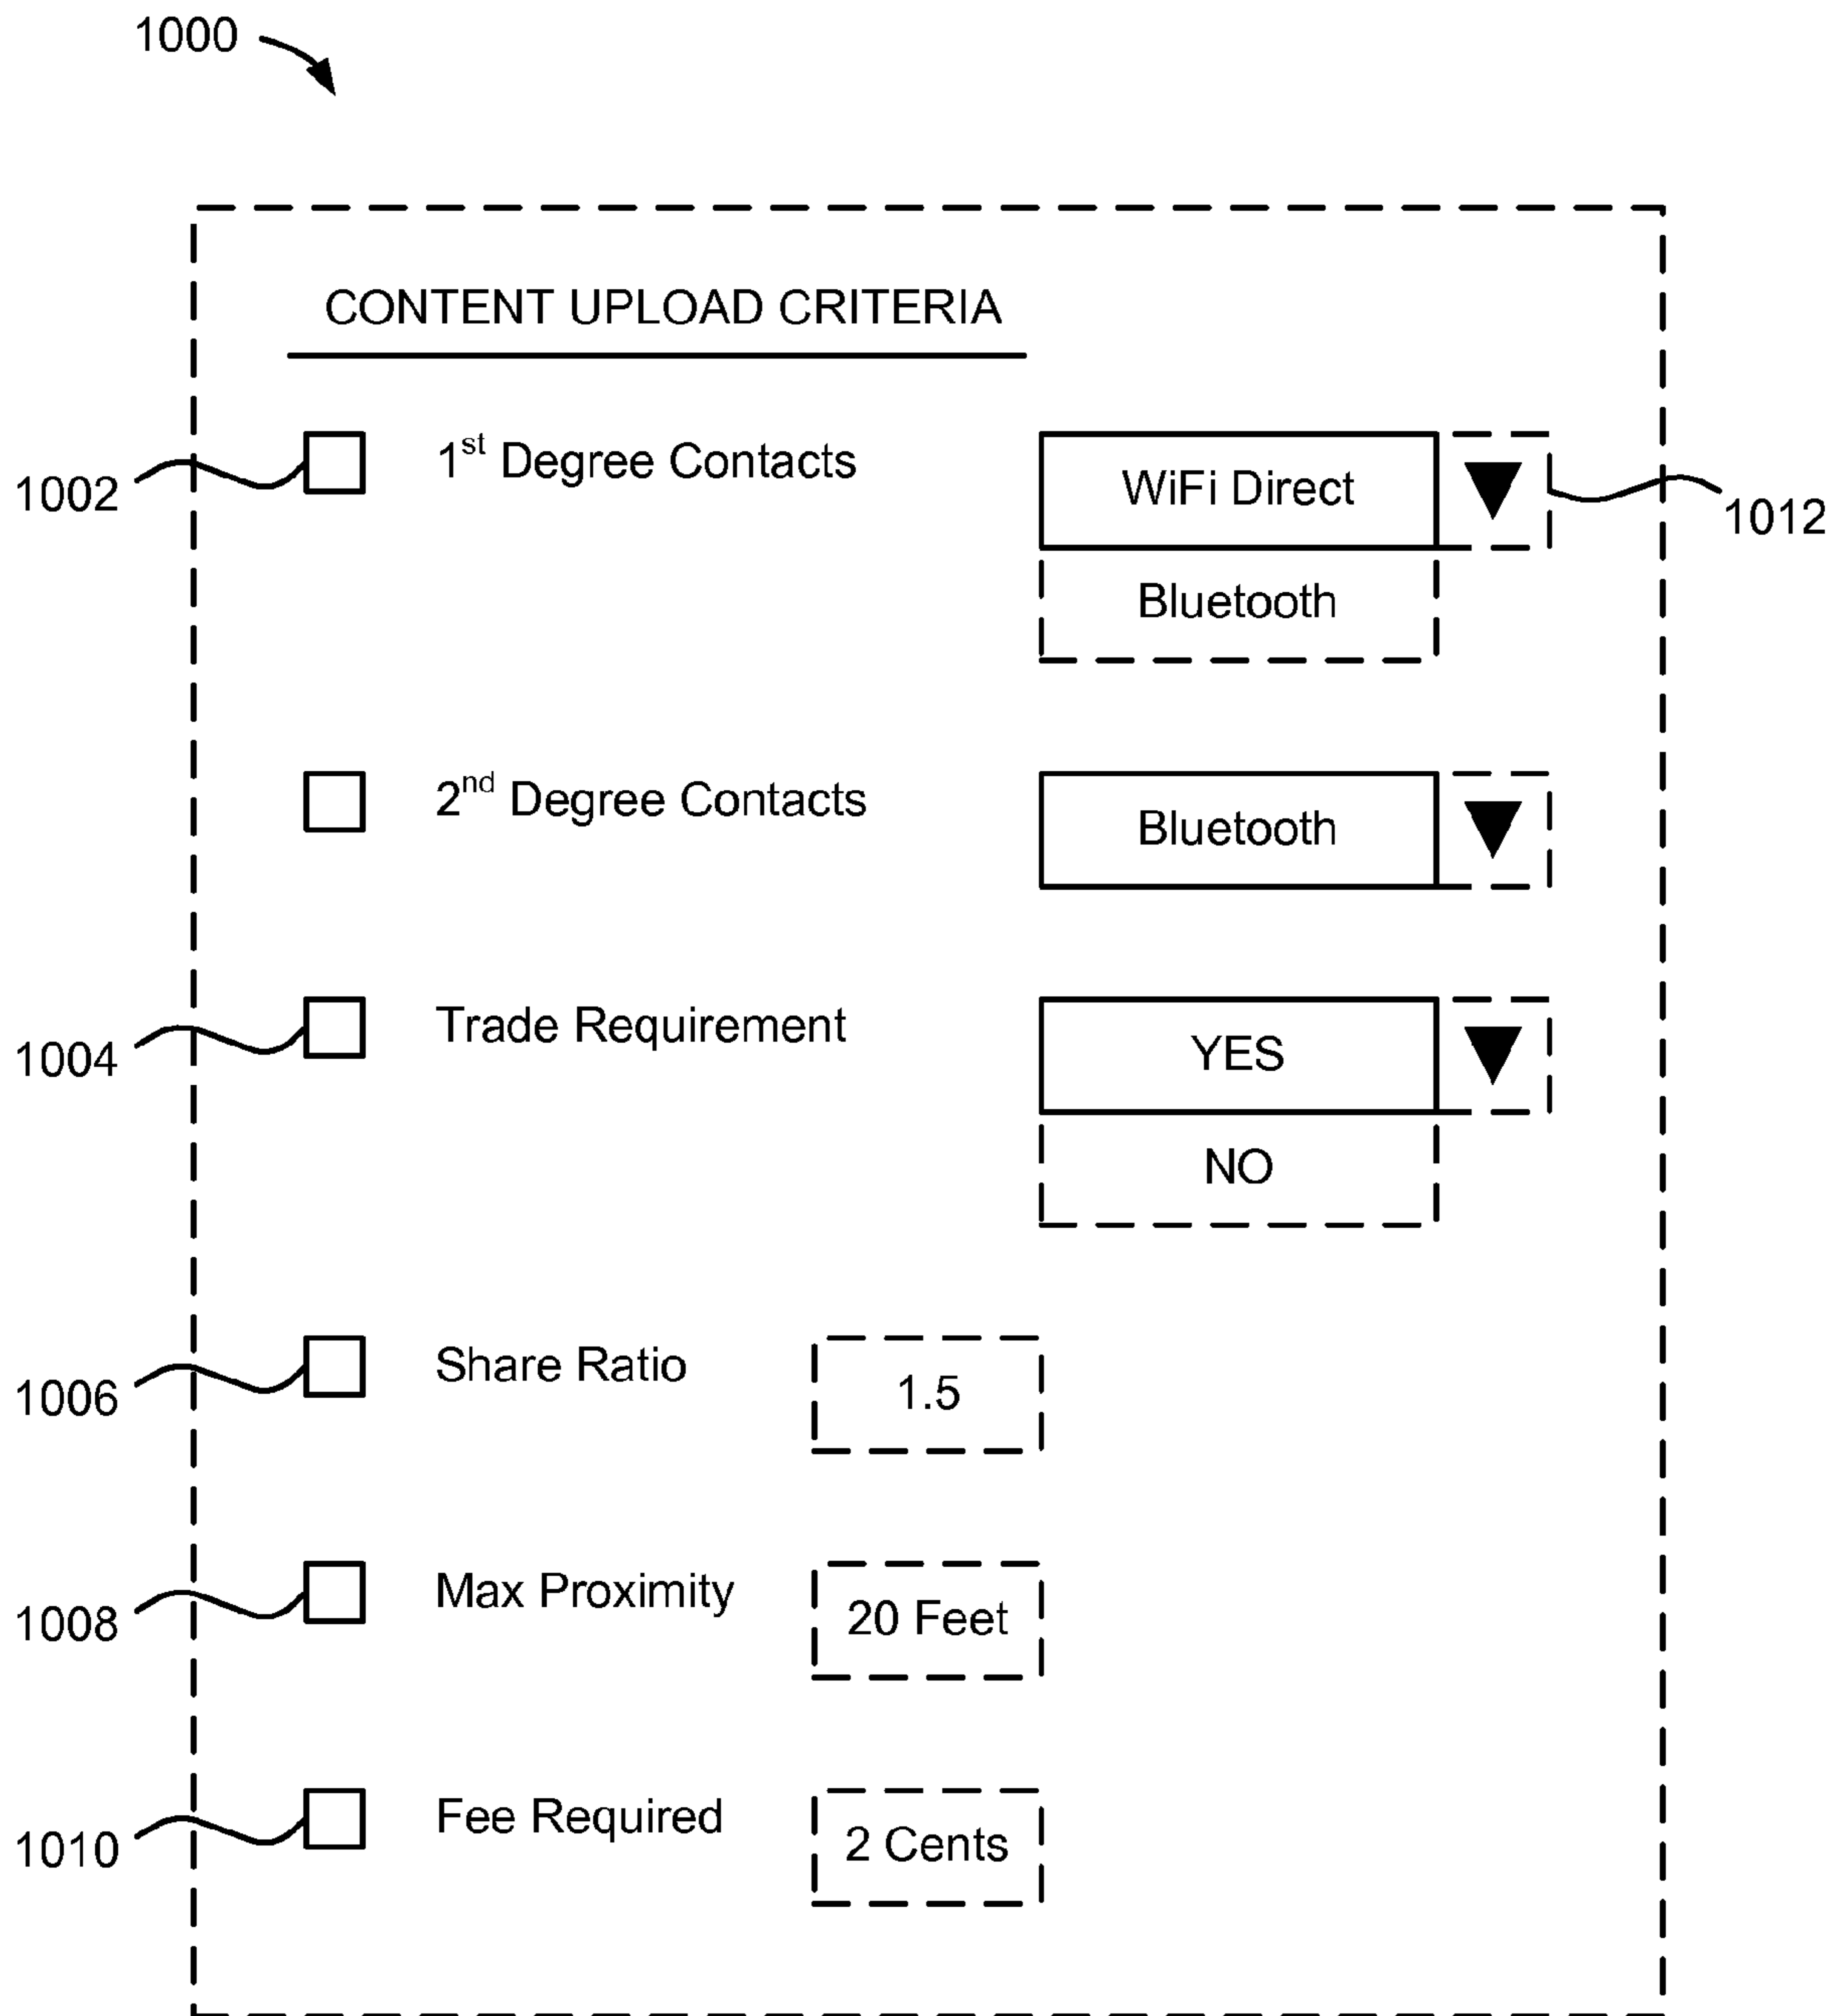 1000
CONTENT UPLOAD CRITERIA
1st Degree Contacts
WiFi Direct
1002
1012
Bluetooth
2nd Degree Contacts
Bluetooth
Trade Requirement
YES
1004
NO
Share Ratio
1.5
1006
Max Proximity
20 Feet
1008
Fee Required
2 Cents
1010